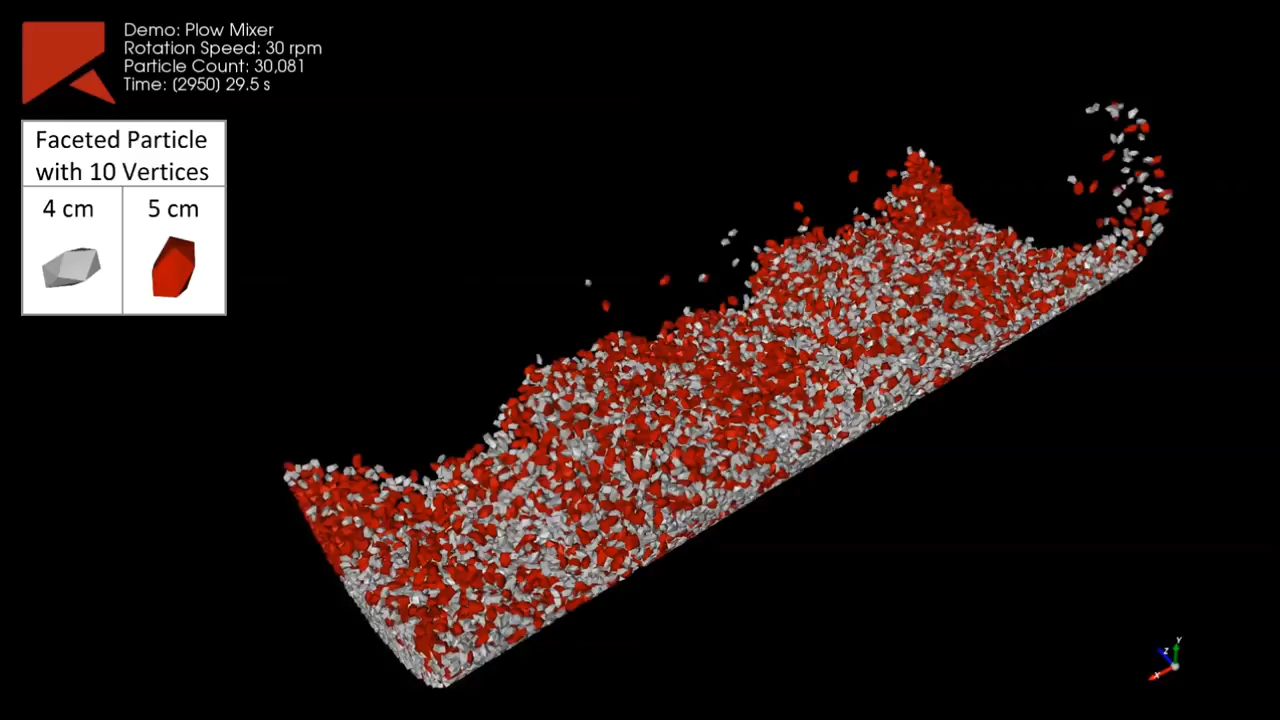 Demo: Plow Mixer
Rotation Speed: 30 rpm
Particle Count: 30,081
Time: (2950) 29.5 s
Faceted Particle
with 10 Vertices
4 cm 5 cm
Y
Z
X